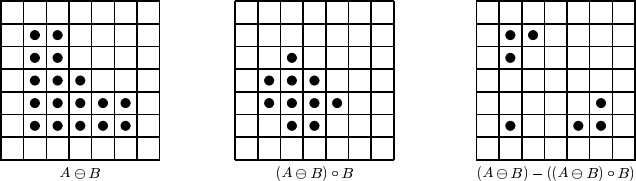 A ⊖ B
(A ⊖ B) ∘ B
(A ⊖ B) − ((A ⊖ B) ∘ B)